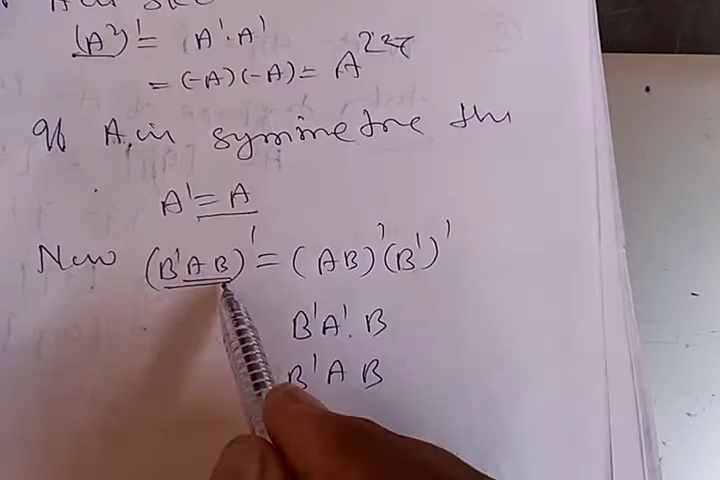 (A²)' = A'.A'
= (-A)(-A) = A²
If A is symmetric then
A' = A
Now (B'AB)' = (AB)'(B')'
B'A'.B
B'AB